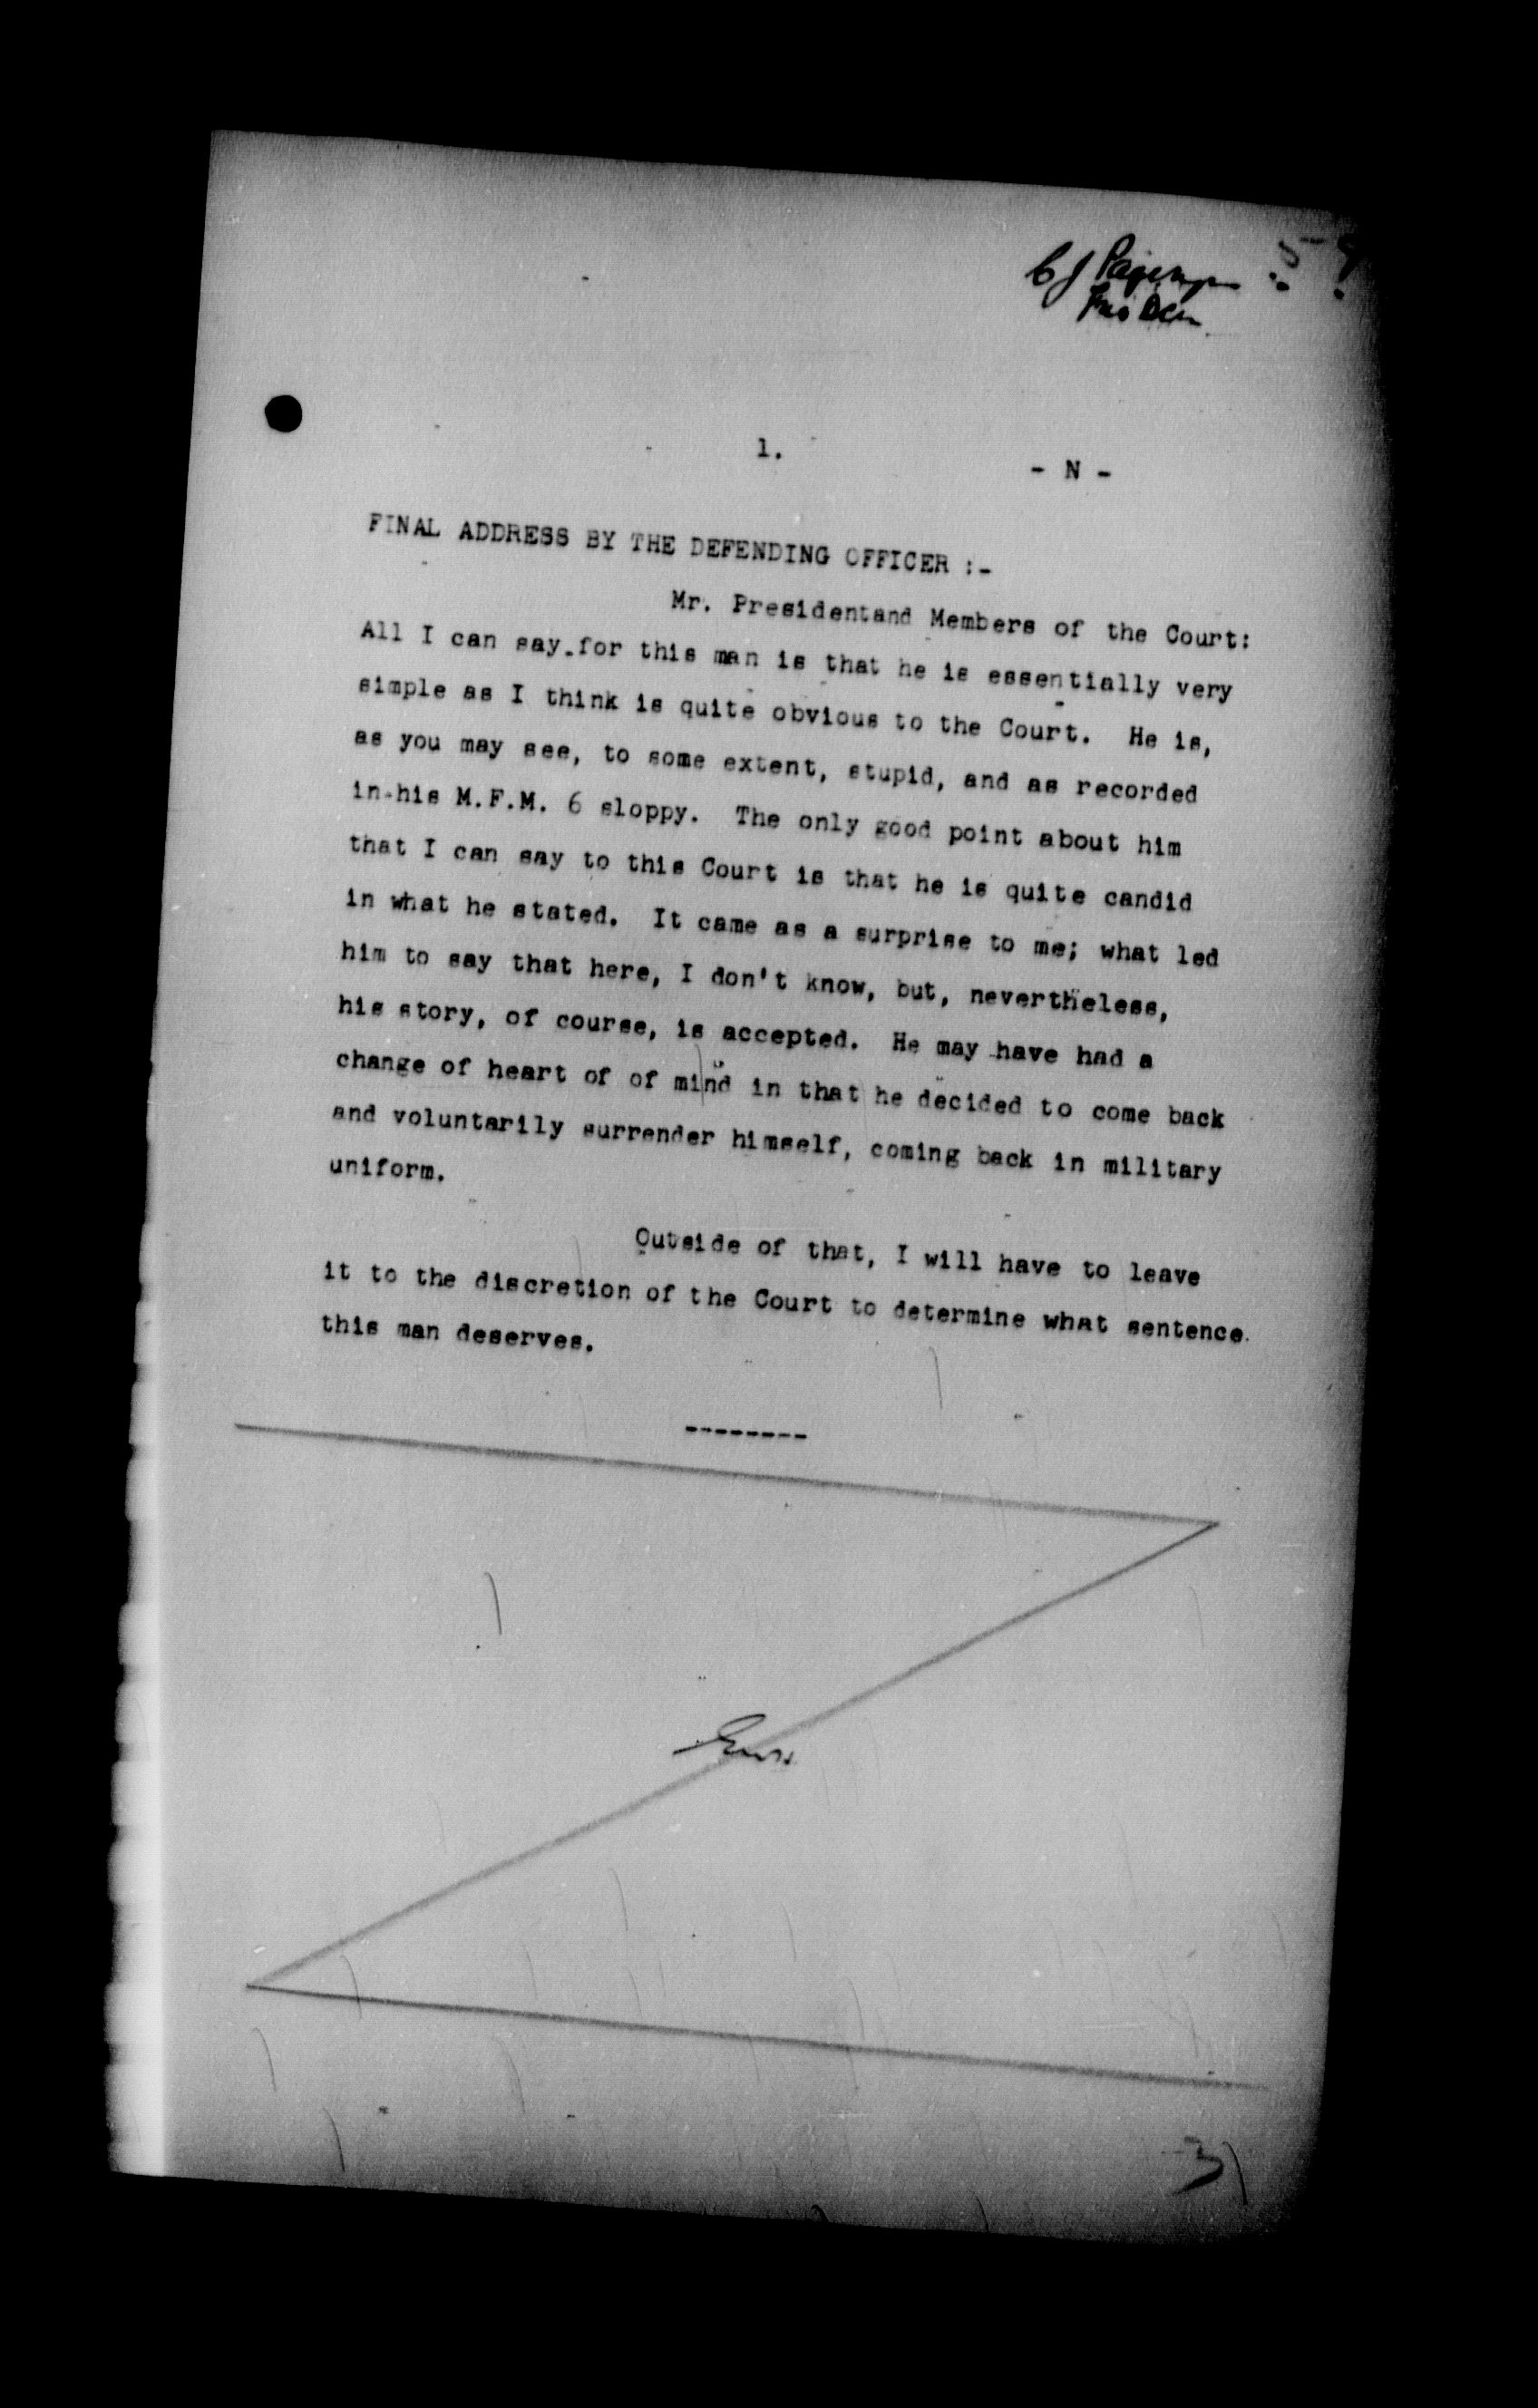 1.
- N -
FINAL ADDRESS BY THE DEFENDING OFFICER :-
Mr. Presidentand Members of the Court:
All I can say for this man is that he is essentially very
simple as I think is quite obvious to the Court. He is,
as you may see, to some extent, stupid, and as recorded
in his M.F.M. 6 sloppy. The only good point about him
that I can say to this Court is that he is quite candid
in what he stated. It came as a surprise to me; what led
him to say that here, I don't know, but, nevertheless,
his story, of course, is accepted. He may have had a
change of heart of of mind in that he decided to come back
and voluntarily surrender himself, coming back in military
uniform.
Outside of that, I will have to leave
it to the discretion of the Court to determine what sentence
this man deserves.
--------